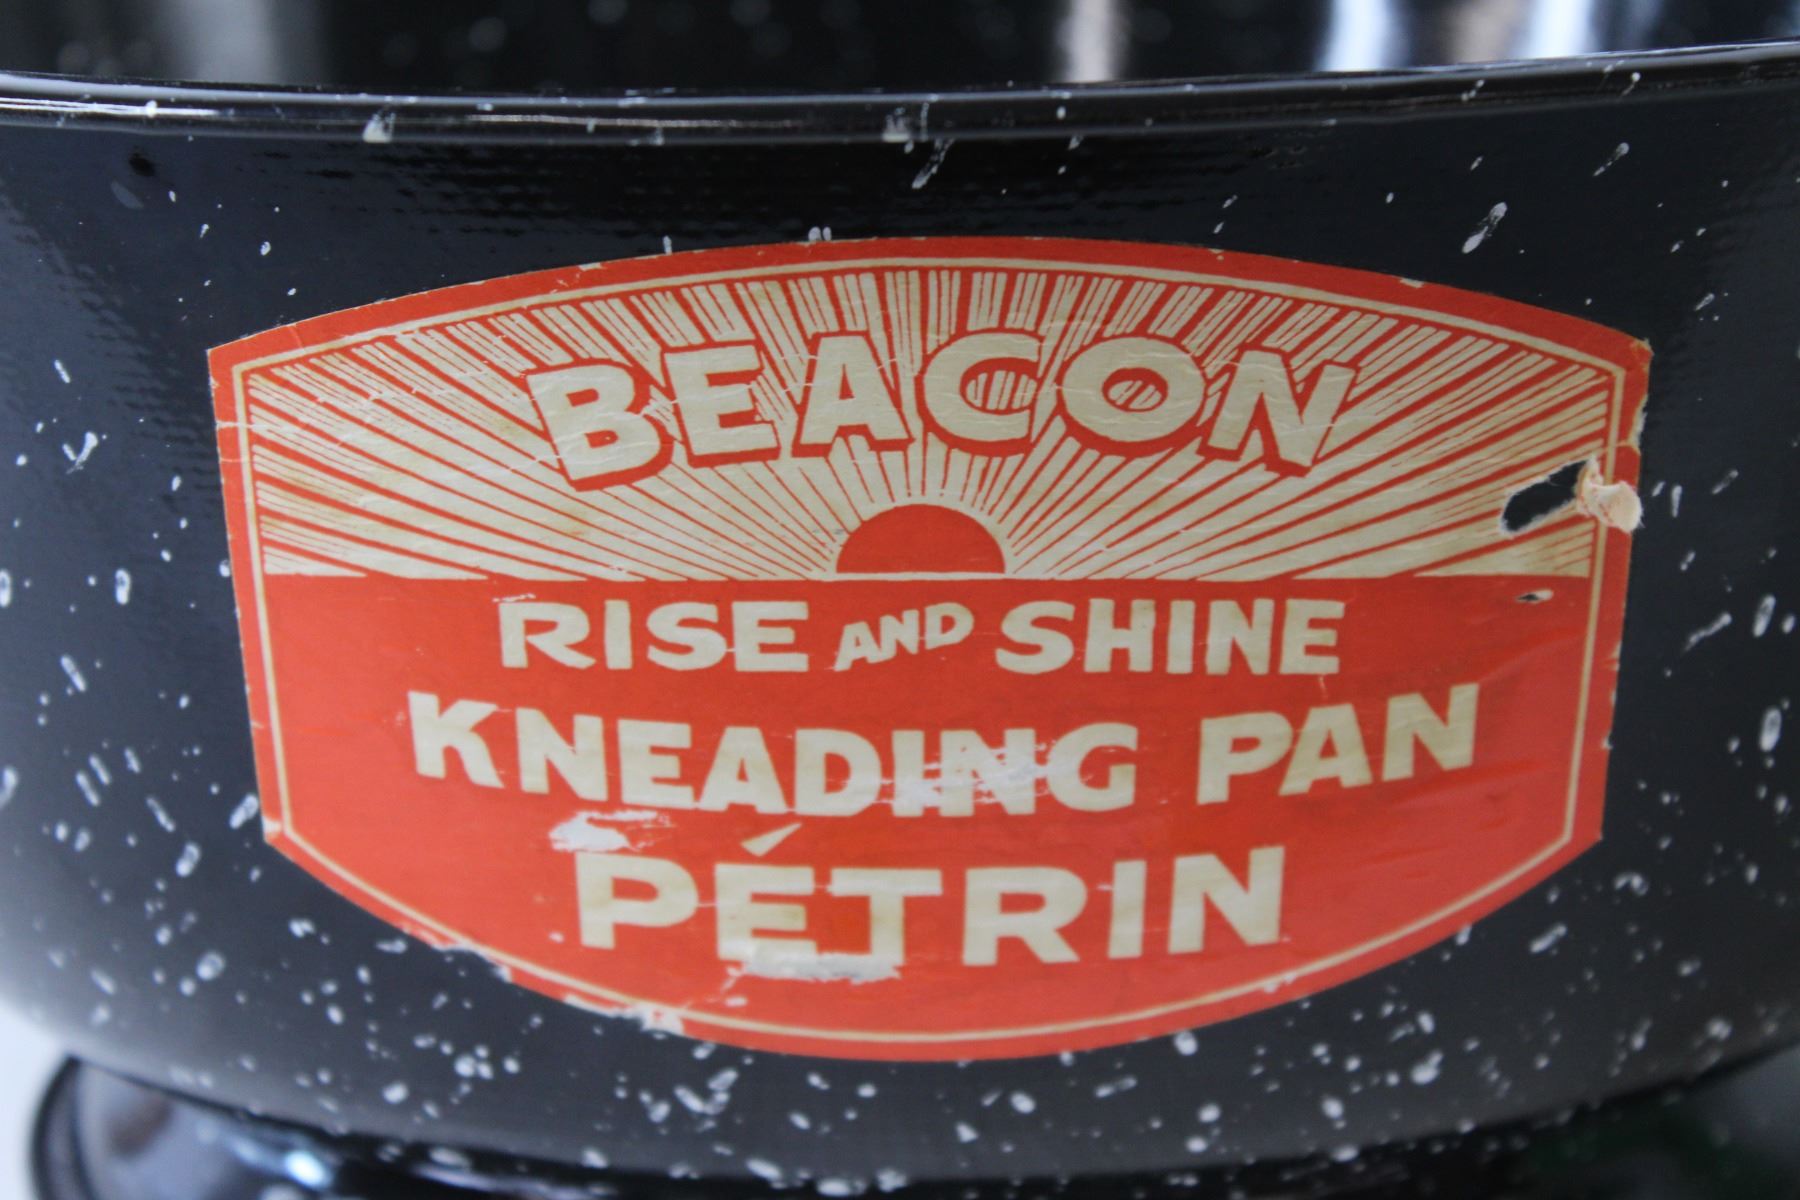 BEACON
RISE AND SHINE
KNEADING PAN
PÉTRIN